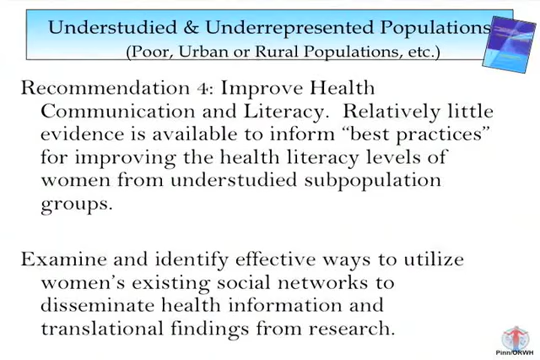 Understudied & Underrepresented Populations
(Poor, Urban or Rural Populations, etc.)
Recommendation 4: Improve Health
Communication and Literacy. Relatively little
evidence is available to inform “best practices”
for improving the health literacy levels of
women from understudied subpopulation
groups.
Examine and identify effective ways to utilize
women’s existing social networks to
disseminate health information and
translational findings from research.
Pinn/ORWH